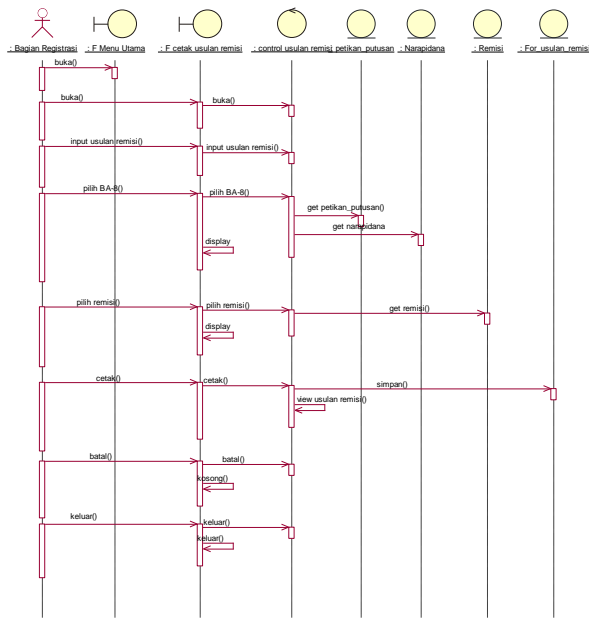 : Bagian Registrasi
: F Menu Utama
: F cetak usulan remisi
: control usulan remisi
: petikan_putusan
: Narapidana
: Remisi
: For_usulan_remisi
buka()
buka()
buka()
input usulan remisi()
input usulan remisi()
pilih BA-8()
pilih BA-8()
get petikan_putusan()
get narapidana
display
pilih remisi()
pilih remisi()
get remisi()
display
cetak()
cetak()
simpan()
view usulan remisi()
batal()
batal()
kosong()
keluar()
keluar()
keluar()